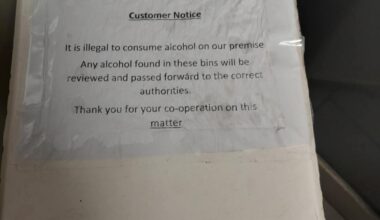 Customer Notice
It is illegal to consume alcohol on our premise
Any alcohol found in these bins will be
reviewed and passed forward to the correct
authorities.
Thank you for your co-operation on this
matter